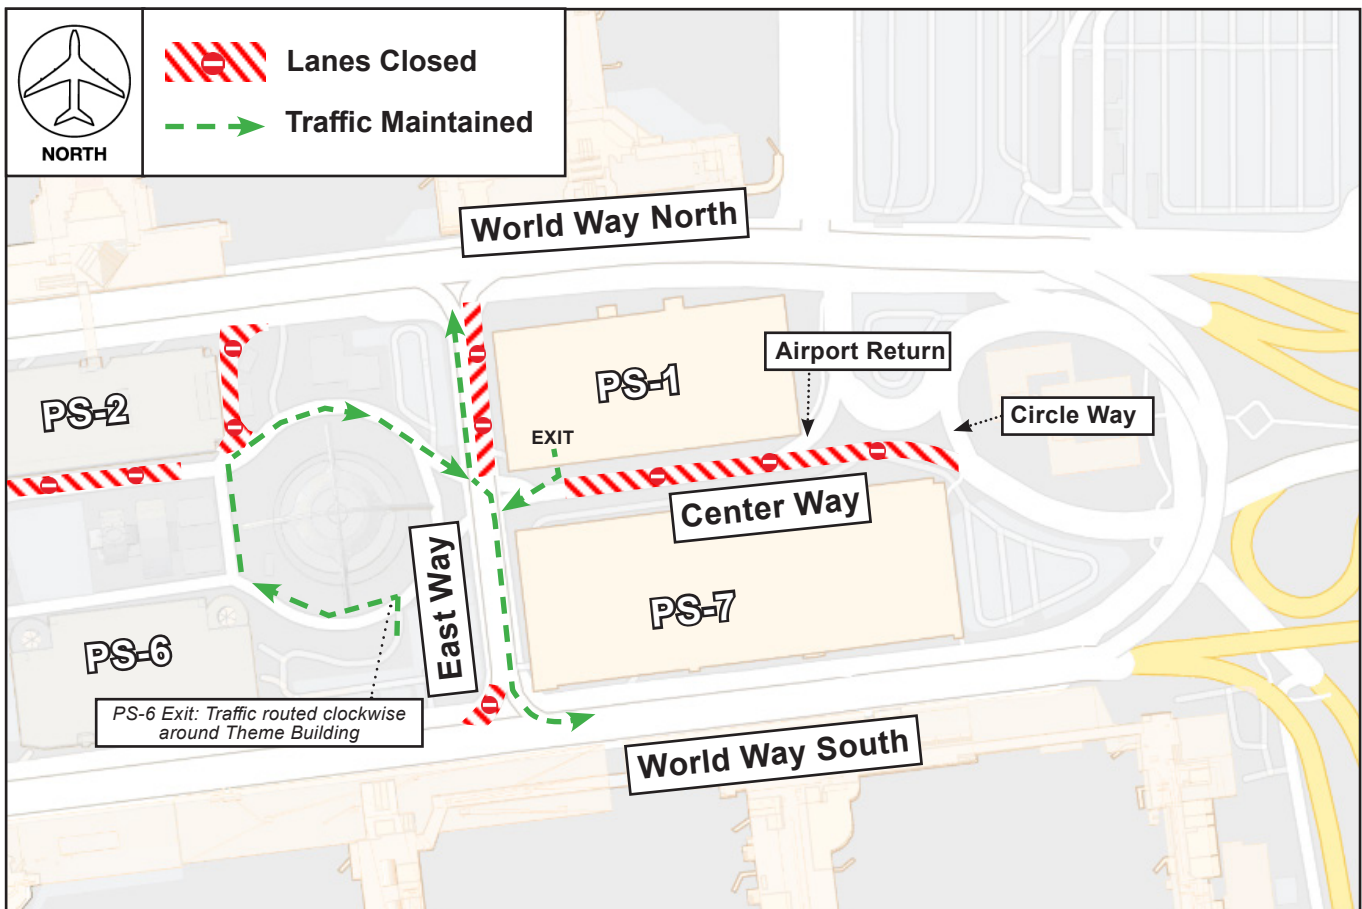 NORTH
Lanes Closed
Traffic Maintained
World Way North
PS-1
Airport Return
Circle Way
PS-2
EXIT
Center Way
East Way
PS-7
PS-6
PS-6 Exit: Traffic routed clockwise
around Theme Building
World Way South